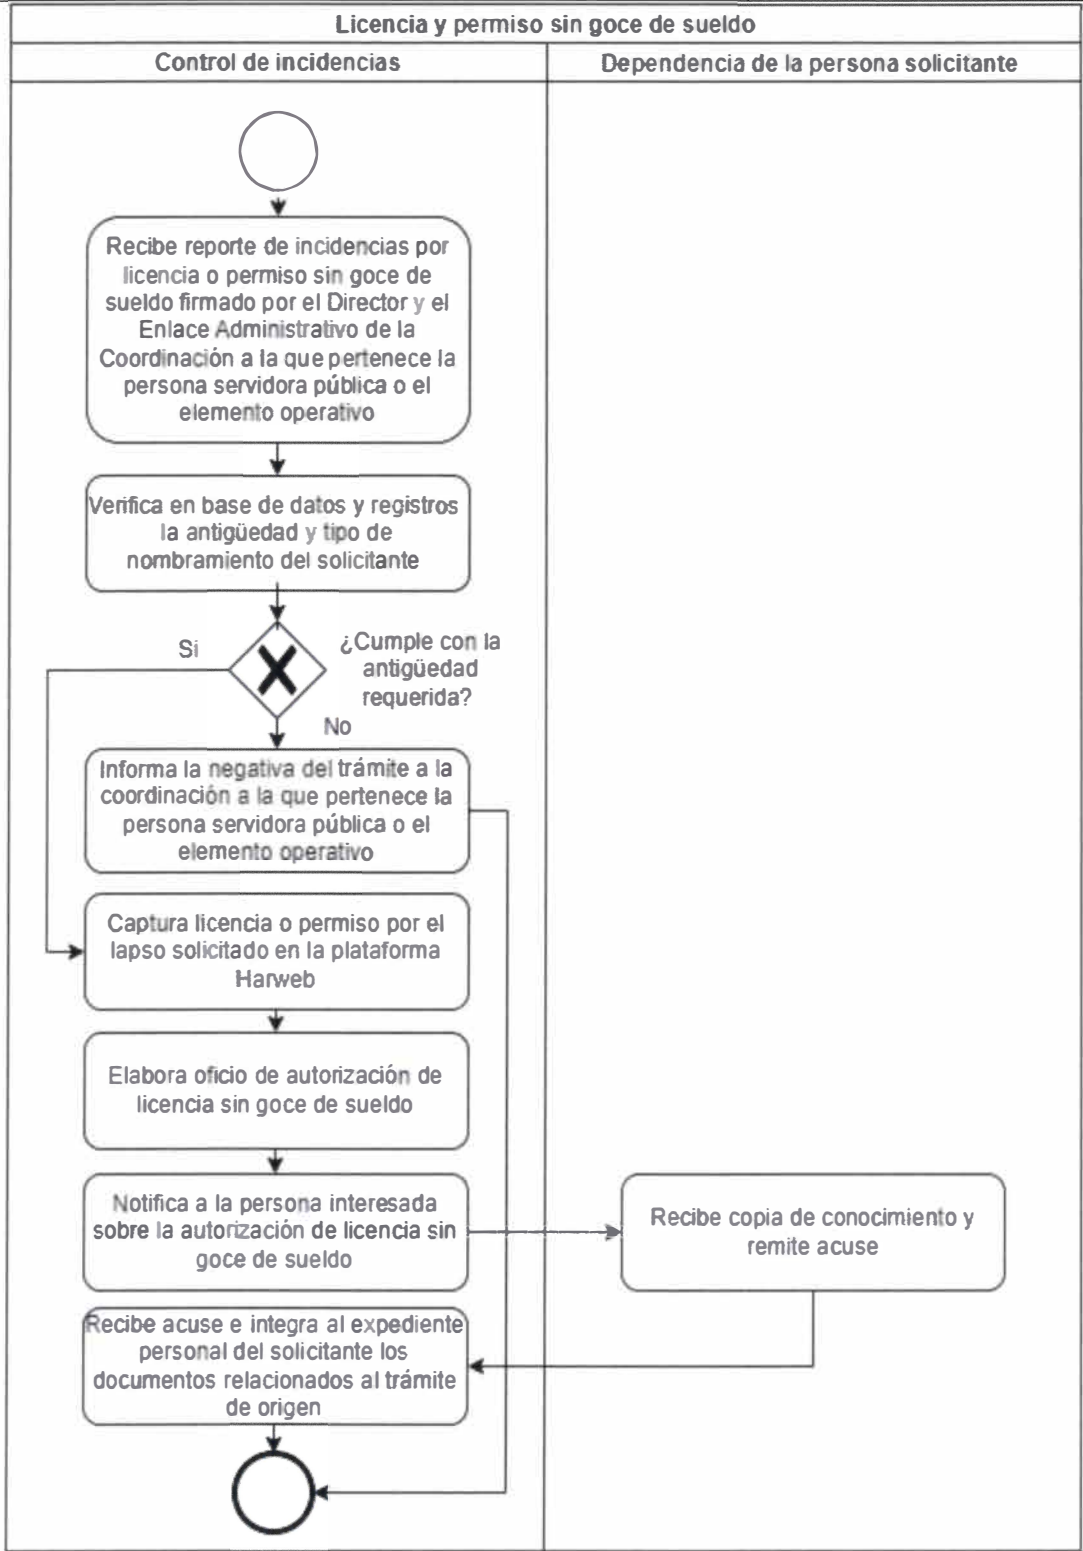 Licencia y permiso sin goce de sueldo
Control de incidencias
Dependencia de la persona solicitante
Recibe reporte de incidencias por
licencia o permiso sin goce de
sueldo firmado por el Director y el
Enlace Administrativo de la
Coordinación a la que pertenece la
persona servidora pública o el
elemento operativo
Verifica en base de datos y registros
la antigüedad y tipo de
nombramiento del solicitante
Si
¿Cumple con la
antigüedad
requerida?
No
Informa la negativa del trámite a la
coordinación a la que pertenece la
persona servidora pública o el
elemento operativo
Captura licencia o permiso por el
lapso solicitado en la plataforma
Harweb
Elabora oficio de autorización de
licencia sin goce de sueldo
Notifica a la persona interesada
sobre la autorización de licencia sin
goce de sueldo
Recibe copia de conocimiento y
remite acuse
Recibe acuse e integra al expediente
personal del solicitante los
documentos relacionados al trámite
de origen